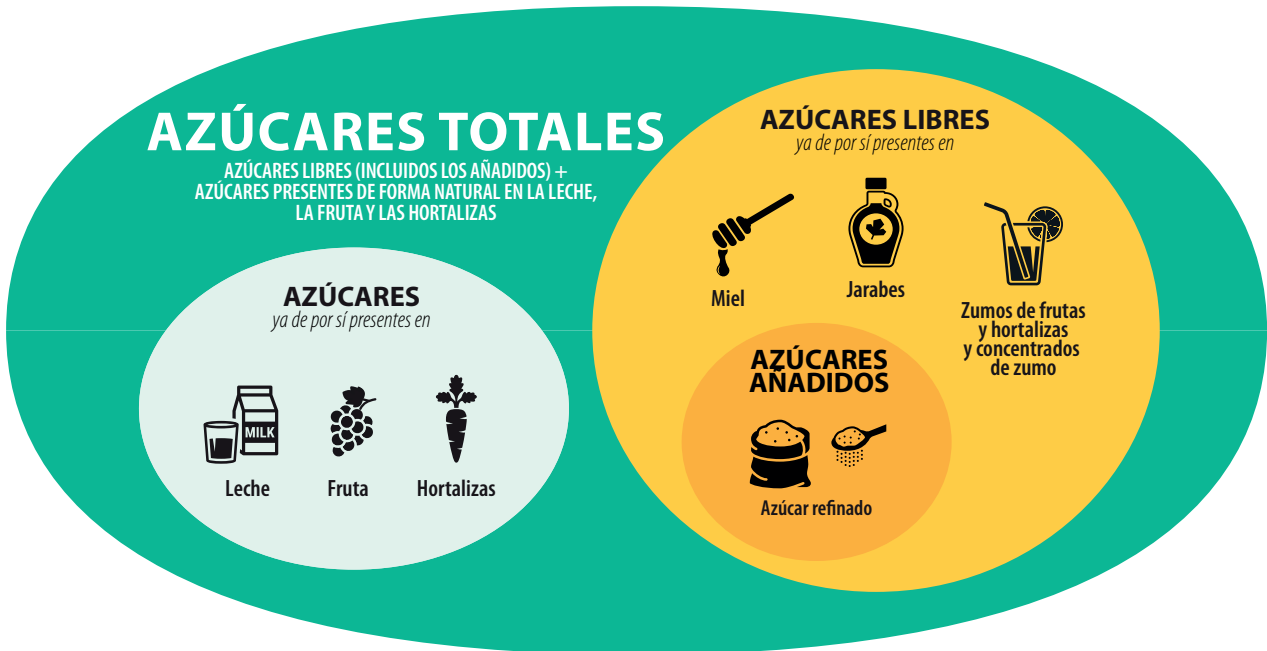 AZÚCARES TOTALES
AZÚCARES LIBRES (INCLUIDOS LOS AÑADIDOS) +
AZÚCARES PRESENTES DE FORMA NATURAL EN LA LECHE,
LA FRUTA Y LAS HORTALIZAS
AZÚCARES
ya de por sí presentes en
MILK
Leche
Fruta
Hortalizas
AZÚCARES LIBRES
ya de por sí presentes en
Miel
Jarabes
Zumos de frutas
y hortalizas
y concentrados
de zumo
AZÚCARES
AÑADIDOS
Azúcar refinado